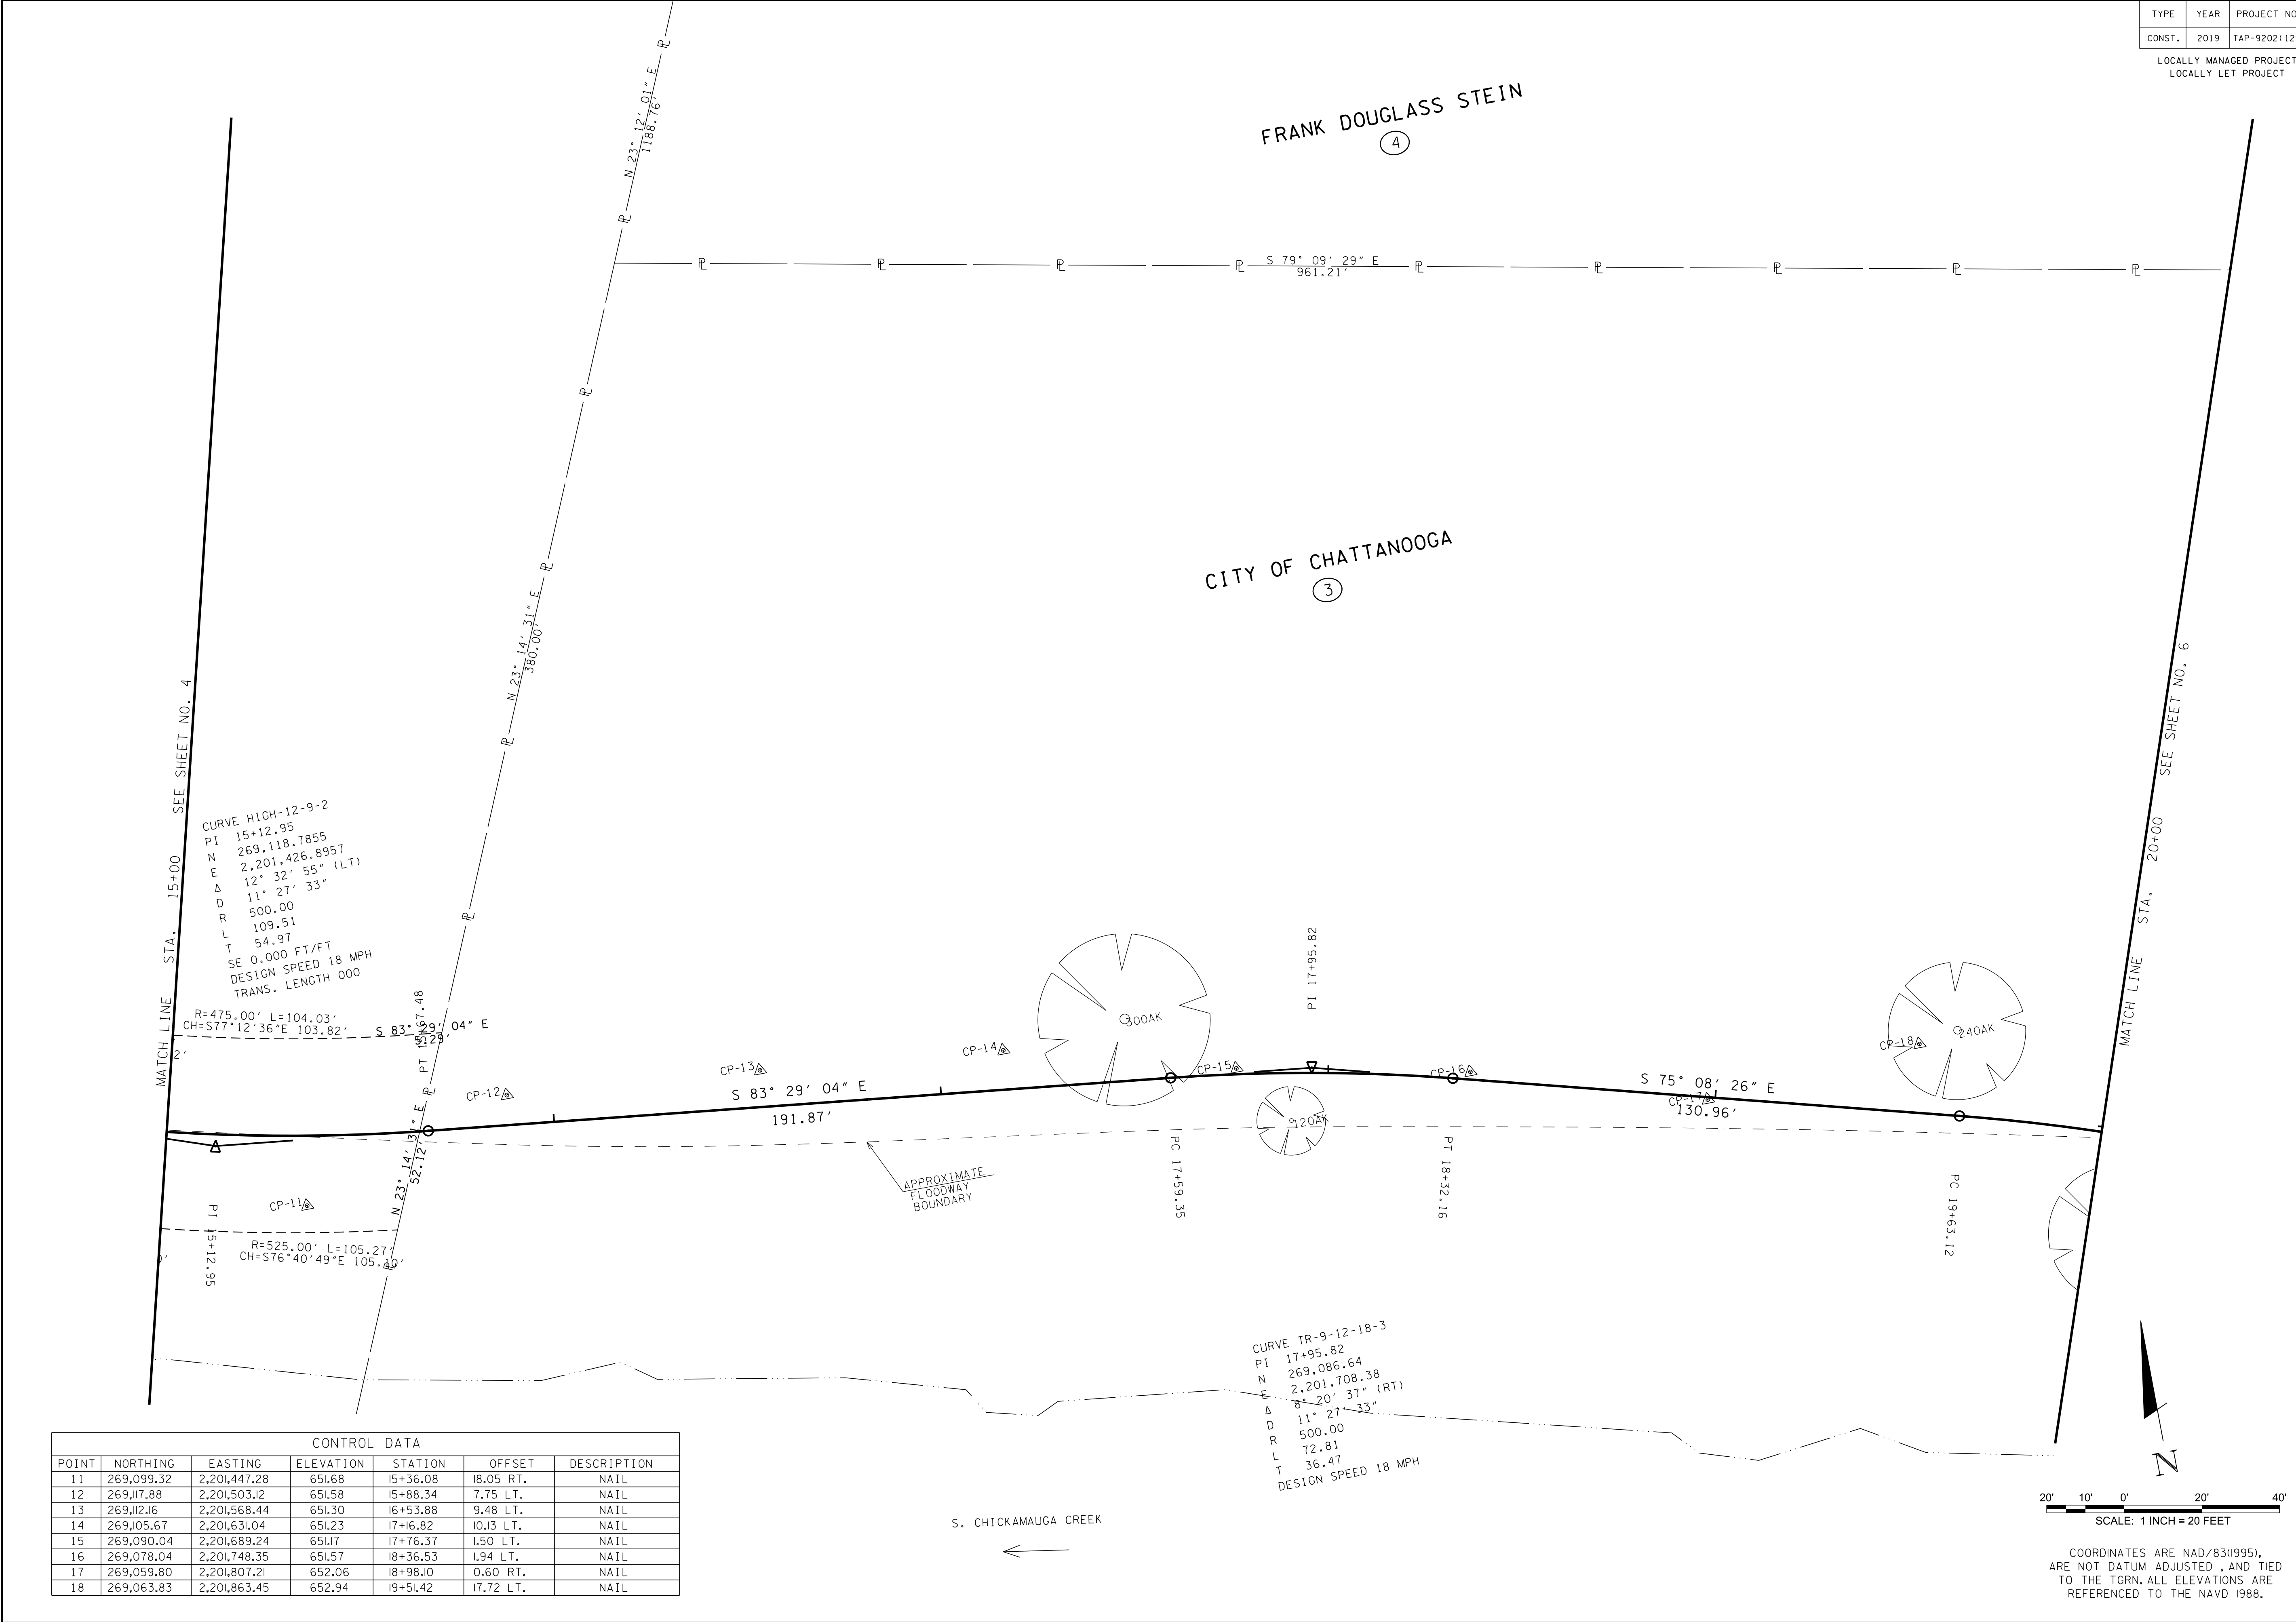 TYPE YEAR PROJECT NO
CONST. 2019 TAP-9202(12
LOCALLY MANAGED PROJECT
LOCALLY LET PROJECT
N 23° 12' 01" E
1188.76'
FRANK DOUGLASS STEIN
4
S 79° 09' 29" E
961.21'
CITY OF CHATTANOOGA
3
N 23° 14' 31" E
380.00'
MATCH LINE STA. 15+00 SEE SHEET NO. 4
MATCH LINE STA. 20+00 SEE SHEET NO. 6
CURVE HIGH-12-9-2
PI 15+12.95
N 269,118.7855
E 2,201,426.8957
Δ 12° 32' 55" (LT)
D 11° 27' 33"
R 500.00
L 109.51
T 54.97
SE 0.000 FT/FT
DESIGN SPEED 18 MPH
TRANS. LENGTH 000
R=475.00' L=104.03'
CH=S77°12'36"E 103.82'
S 83° 29' 04" E
5.29'
PT 15+67.48
2'
CP-12
CP-13
CP-14
300AK
CP-15
PI 17+95.82
CP-16
CP-17
CP-18
240AK
S 83° 29' 04" E
191.87'
120AK
S 75° 08' 26" E
130.96'
N 23° 14' 31" E
52.12'
APPROXIMATE
FLOODWAY
BOUNDARY
PC 17+59.35
PT 18+32.16
PC 19+63.12
CP-11
PI 15+12.95
R=525.00' L=105.27'
CH=S76°40'49"E 105.10'
CURVE TR-9-12-18-3
PI 17+95.82
N 269,086.64
E 2,201,708.38
Δ 8° 20' 37" (RT)
D 11° 27' 33"
R 500.00
L 72.81
T 36.47
DESIGN SPEED 18 MPH
S. CHICKAMAUGA CREEK
CONTROL DATA
POINT NORTHING EASTING ELEVATION STATION OFFSET DESCRIPTION
11 269,099.32 2,201,447.28 651.68 15+36.08 18.05 RT. NAIL
12 269,117.88 2,201,503.12 651.58 15+88.34 7.75 LT. NAIL
13 269,112.16 2,201,568.44 651.30 16+53.88 9.48 LT. NAIL
14 269,105.67 2,201,631.04 651.23 17+16.82 10.13 LT. NAIL
15 269,090.04 2,201,689.24 651.17 17+76.37 1.50 LT. NAIL
16 269,078.04 2,201,748.35 651.57 18+36.53 1.94 LT. NAIL
17 269,059.80 2,201,807.21 652.06 18+98.10 0.60 RT. NAIL
18 269,063.83 2,201,863.45 652.94 19+51.42 17.72 LT. NAIL
N
20' 10' 0' 20' 40'
SCALE: 1 INCH = 20 FEET
COORDINATES ARE NAD/83(1995),
ARE NOT DATUM ADJUSTED , AND TIED
TO THE TGRN. ALL ELEVATIONS ARE
REFERENCED TO THE NAVD 1988.